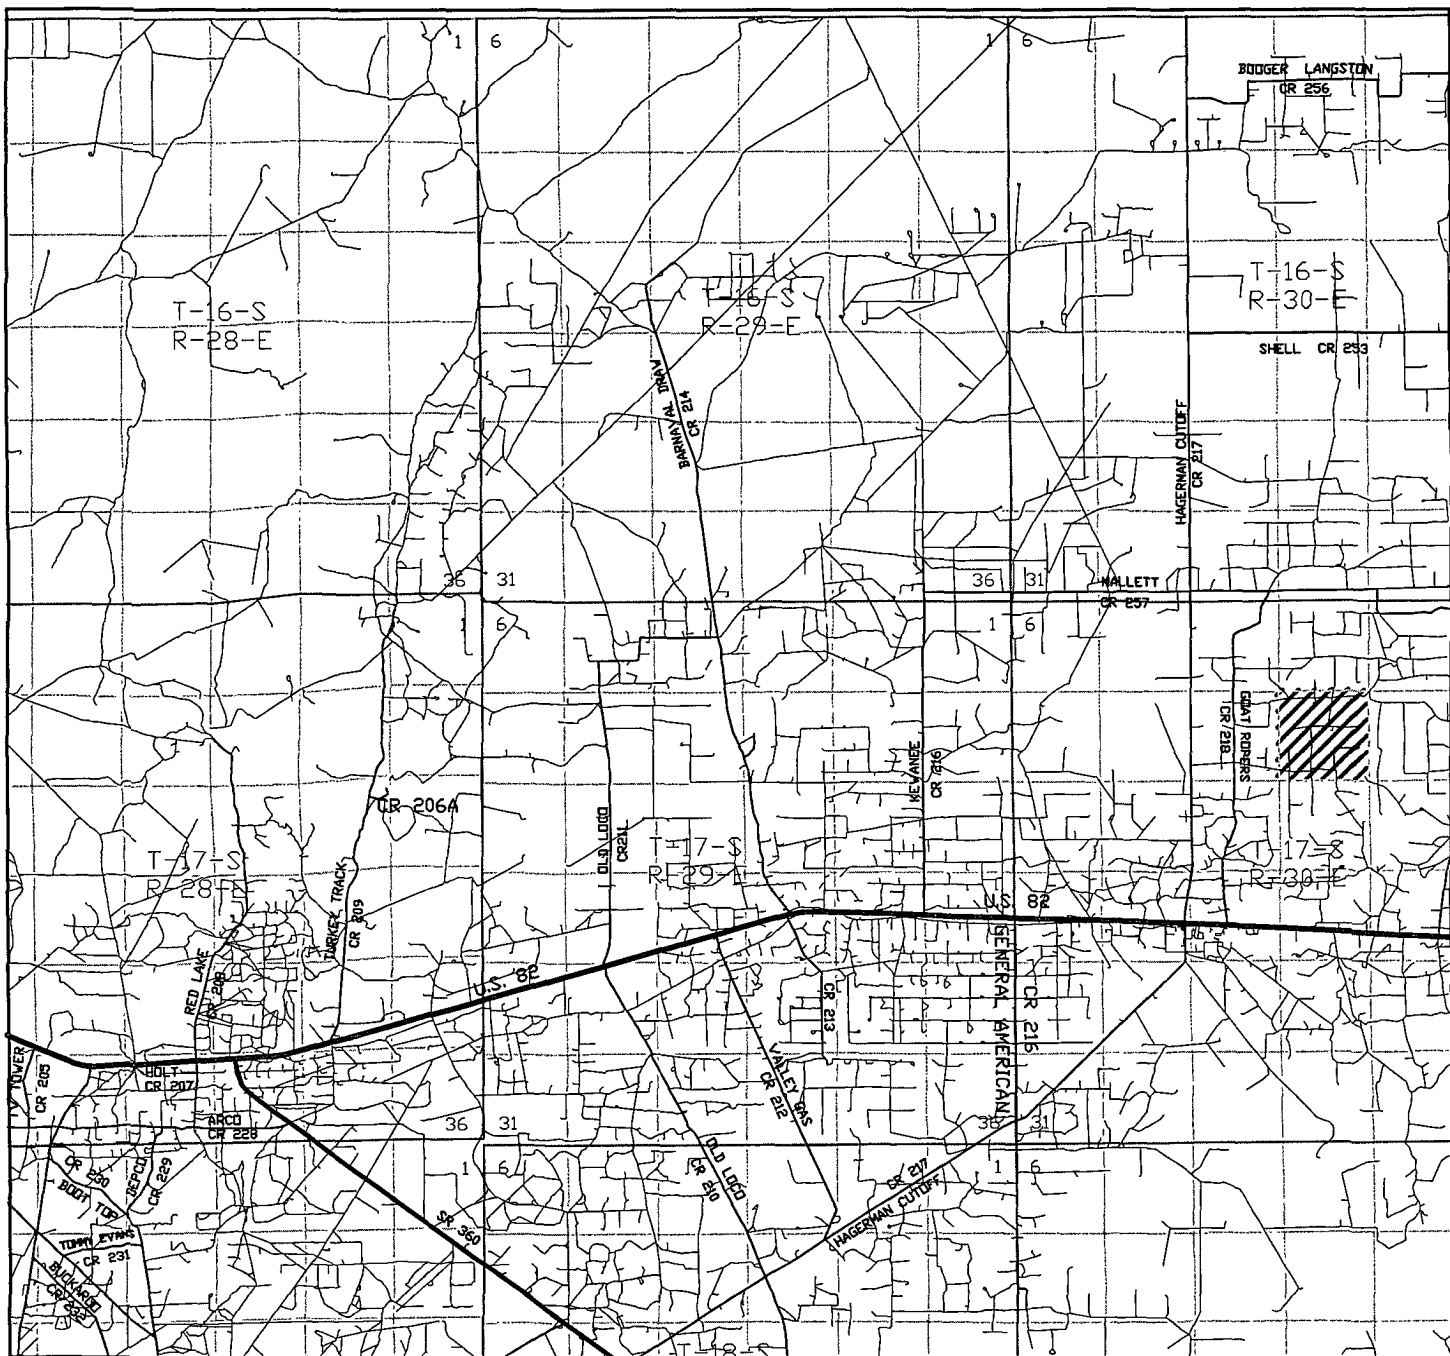 1 6
1 6
BOOGER LANGSTON
CR 256
T-16-S
R-28-E
T-16-S
R-29-E
T-16-S
R-30-E
SHELL CR 253
BARNAVAL DRAW
CR 214
HAGERMAN CUTOFF
CR 217
36 31
36 31
MALLETT
CR 257
1 6
1 6
GOAT ROPERS
CR 218
KEWANEE
CR 216
CR 206A
OLD LOCO
CR211
T-17-S
R-28-E
T-17-S
R-29-E
T-17-S
R-30-E
TURKEY TRACK
CR 209
U.S. 82
RED LAKE
CR 208
U.S. 82
CR 213
GENERAL AMERICAN
CR 215
TV TOWER
CR 205
HOLT
CR 207
VALLEY GAS
CR 212
ARCO
CR 228
36 31
36 31
1 6
1 6
CR 230
BOOT TOP
DEPCO
CR 229
OLD LOCO
CR 210
CR 217
HAGERMAN CUTOFF
SR 360
TOMMY EVANS
CR 231
BUCKAROO
CR 232
T-18-S